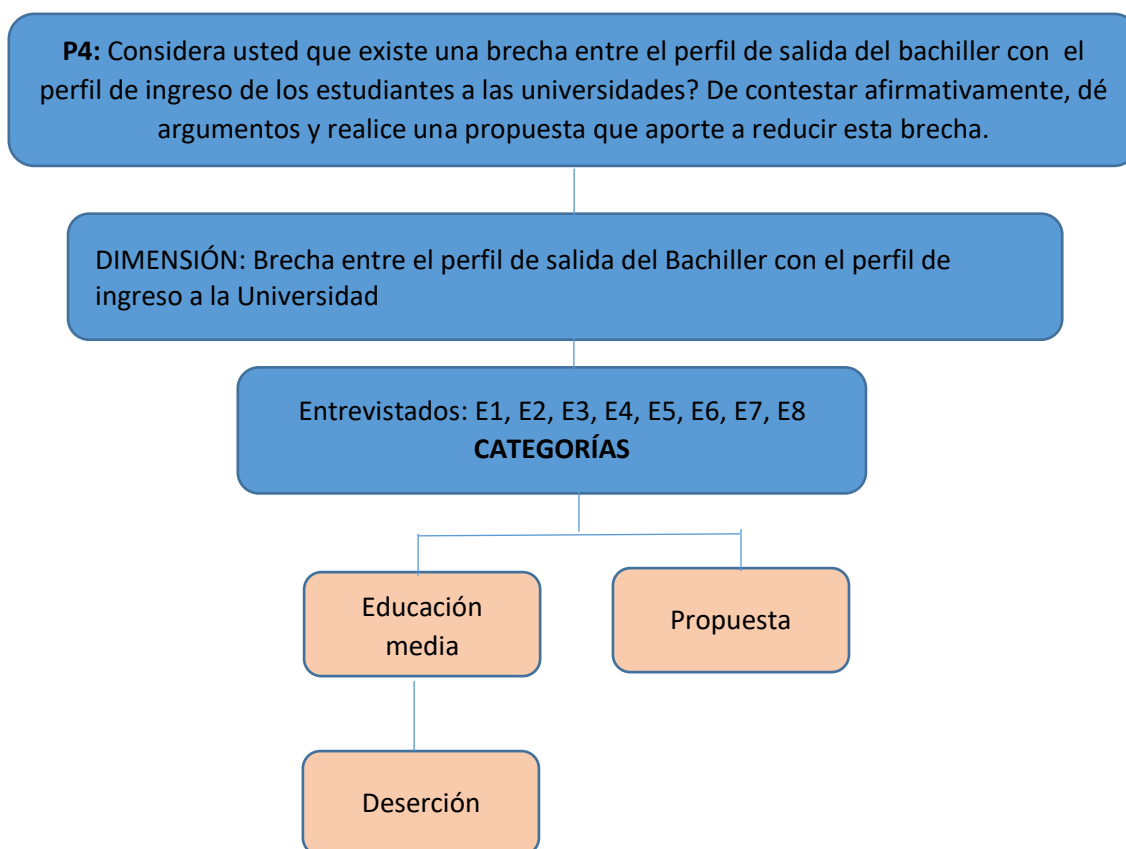 P4: Considera usted que existe una brecha entre el perfil de salida del bachiller con el
perfil de ingreso de los estudiantes a las universidades? De contestar afirmativamente, dé
argumentos y realice una propuesta que aporte a reducir esta brecha.
DIMENSIÓN: Brecha entre el perfil de salida del Bachiller con el perfil de
ingreso a la Universidad
Entrevistados: E1, E2, E3, E4, E5, E6, E7, E8
CATEGORÍAS
Educación
media
Propuesta
Deserción